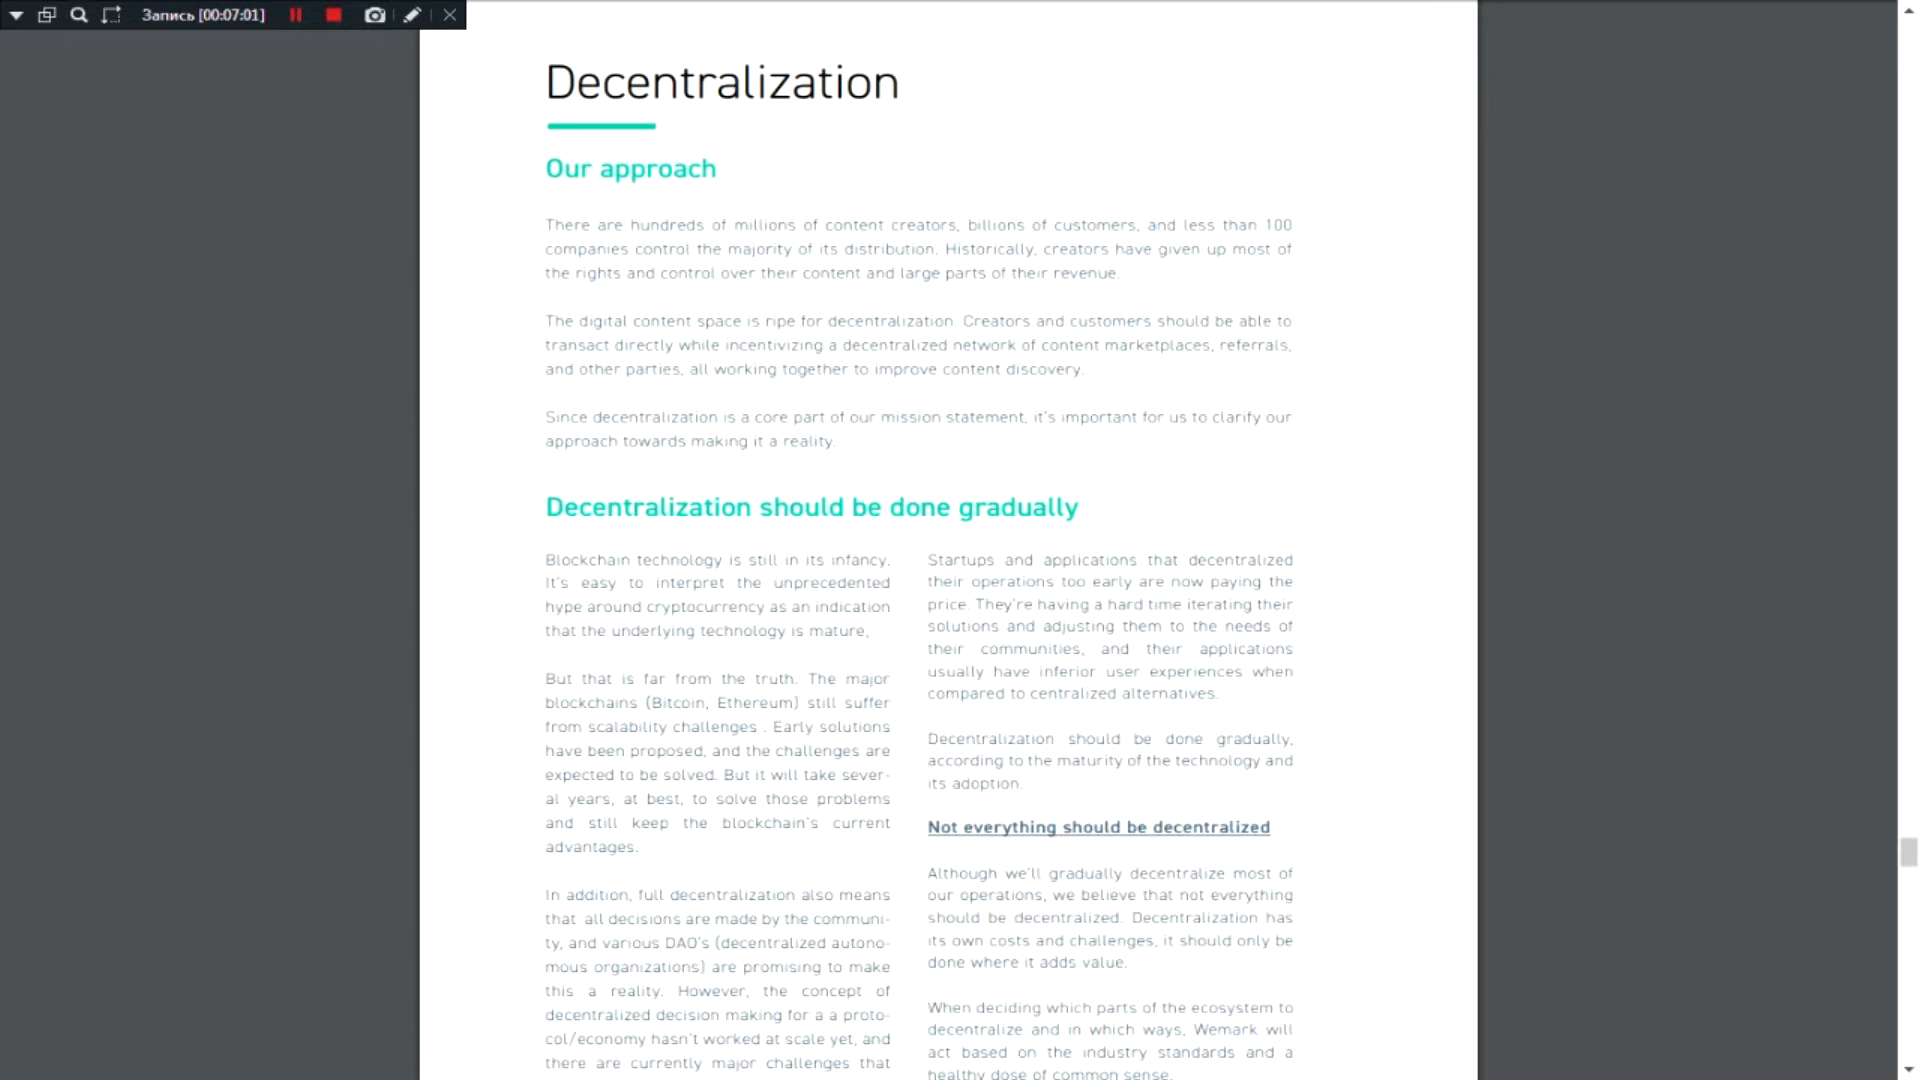 Запись [00:07:01]
Decentralization
Our approach
There are hundreds of millions of content creators, billions of customers, and less than 100
companies control the majority of its distribution. Historically, creators have given up most of
the rights and control over their content and large parts of their revenue.
The digital content space is ripe for decentralization. Creators and customers should be able to
transact directly while incentivizing a decentralized network of content marketplaces, referrals,
and other parties, all working together to improve content discovery.
Since decentralization is a core part of our mission statement, it's important for us to clarify our
approach towards making it a reality.
Decentralization should be done gradually
Blockchain technology is still in its infancy.
It's easy to interpret the unprecedented
hype around cryptocurrency as an indication
that the underlying technology is mature,
But that is far from the truth. The major
blockchains (Bitcoin, Ethereum) still suffer
from scalability challenges . Early solutions
have been proposed, and the challenges are
expected to be solved. But it will take sever-
al years, at best, to solve those problems
and still keep the blockchain's current
advantages.
In addition, full decentralization also means
that all decisions are made by the communi-
ty, and various DAO's (decentralized autono-
mous organizations) are promising to make
this a reality. However, the concept of
decentralized decision making for a a proto-
col/economy hasn't worked at scale yet, and
there are currently major challenges that
Startups and applications that decentralized
their operations too early are now paying the
price. They're having a hard time iterating their
solutions and adjusting them to the needs of
their communities, and their applications
usually have inferior user experiences when
compared to centralized alternatives.
Decentralization should be done gradually,
according to the maturity of the technology and
its adoption.
Not everything should be decentralized
Although we'll gradually decentralize most of
our operations, we believe that not everything
should be decentralized. Decentralization has
its own costs and challenges, it should only be
done where it adds value.
When deciding which parts of the ecosystem to
decentralize and in which ways, Wemark will
act based on the industry standards and a
healthy dose of common sense.